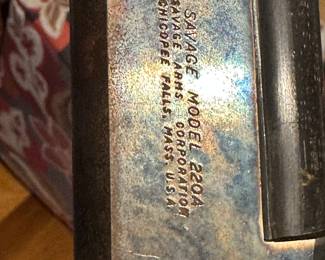 SAVAGE MODEL 220A
SAVAGE ARMS CORPORATION,
CHICOPEE FALLS, MASS. U.S.A.